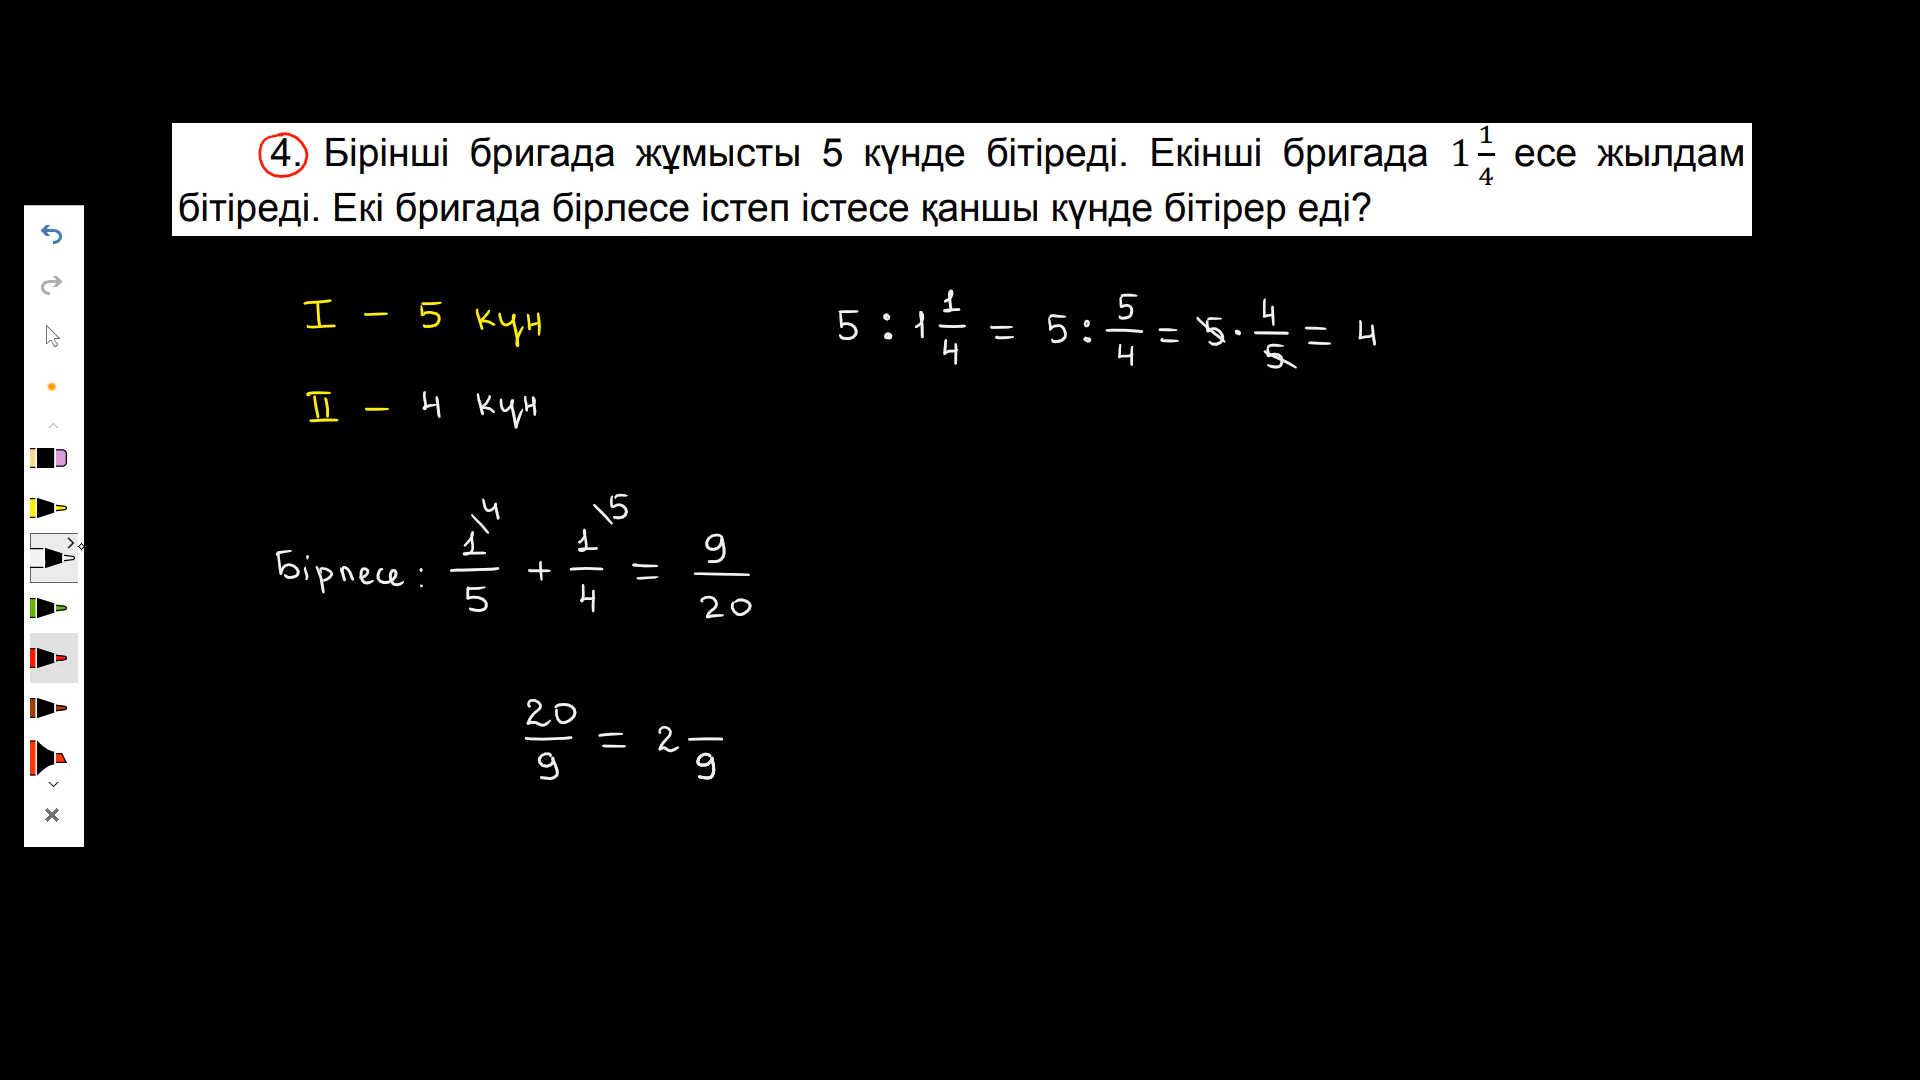 4. Бірінші бригада жұмысты 5 күнде бітіреді. Екінші бригада 1 1/4 есе жылдам
бітіреді. Екі бригада бірлесе істеп істесе қаншы күнде бітірер еді?
I - 5 күн
5 : 1 1/4 = 5 : 5/4 = 5 · 4/5 = 4
II - 4 күн
Бірлесе: 1\4/5 + 1\5/4 = 9/20
20/9 = 2 /9